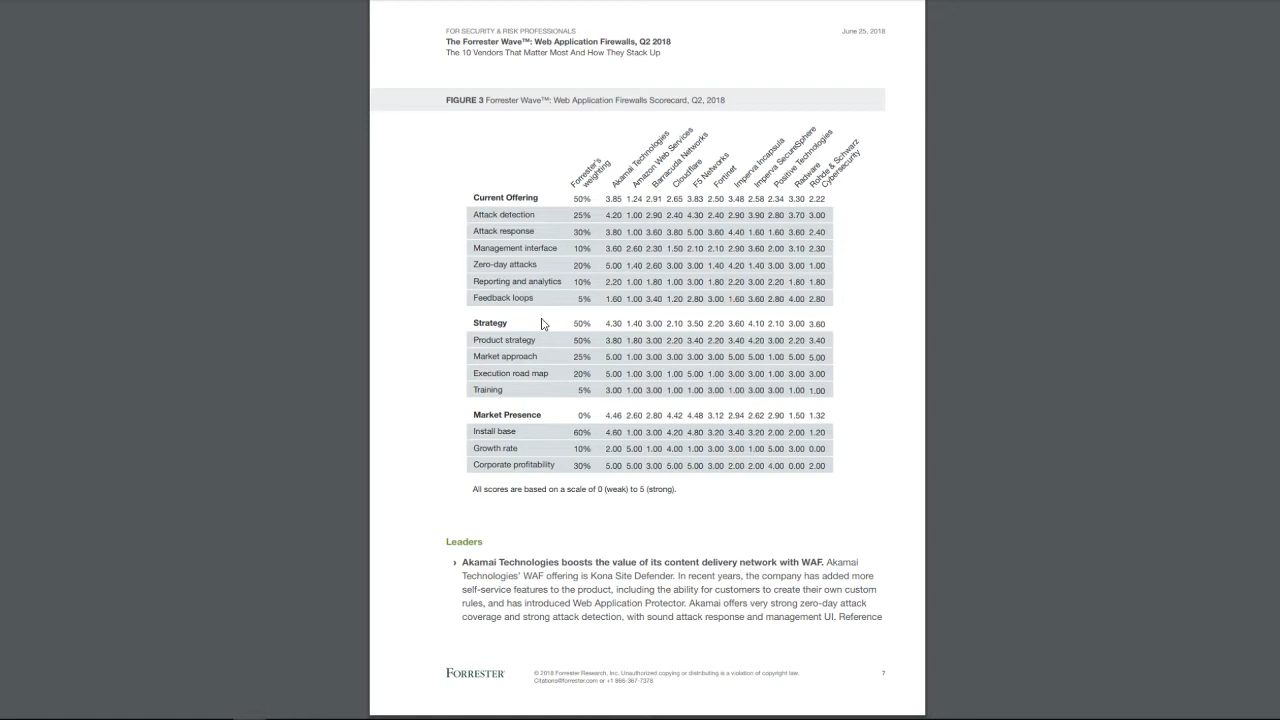 FOR SECURITY & RISK PROFESSIONALS June 25, 2018
The Forrester Wave™: Web Application Firewalls, Q2 2018
The 10 Vendors That Matter Most And How They Stack Up
FIGURE 3 Forrester Wave™: Web Application Firewalls Scorecard, Q2, 2018
Forrester's weighting
Akamai Technologies
Amazon Web Services
Barracuda Networks
Cloudflare
F5 Networks
Fortinet
Imperva Incapsula
Imperva SecureSphere
Positive Technologies
Radware
Rohde & Schwarz Cybersecurity
Current Offering 50% 3.85 1.24 2.91 2.65 3.83 2.50 3.48 2.58 2.34 3.30 2.22
Attack detection 25% 4.20 1.00 2.90 2.40 4.30 2.40 2.90 3.90 2.80 3.70 3.00
Attack response 30% 3.80 1.00 3.60 3.80 5.00 3.60 4.40 1.60 1.60 3.60 2.40
Management interface 10% 3.60 2.60 2.30 1.50 2.10 2.10 2.90 3.60 2.00 3.10 2.30
Zero-day attacks 20% 5.00 1.40 2.60 3.00 3.00 1.40 4.20 1.40 3.00 3.00 1.00
Reporting and analytics 10% 2.20 1.00 1.80 1.00 3.00 1.80 2.20 3.00 2.20 1.80 1.80
Feedback loops 5% 1.60 1.00 3.40 1.20 2.80 3.00 1.60 3.60 2.80 4.00 2.80
Strategy 50% 4.30 1.40 3.00 2.10 3.50 2.20 3.60 4.10 2.10 3.00 3.60
Product strategy 50% 3.80 1.80 3.00 2.20 3.40 2.20 3.40 4.20 3.00 2.20 3.40
Market approach 25% 5.00 1.00 3.00 3.00 3.00 3.00 5.00 5.00 1.00 5.00 5.00
Execution road map 20% 5.00 1.00 3.00 1.00 5.00 1.00 3.00 3.00 1.00 3.00 3.00
Training 5% 3.00 1.00 3.00 1.00 1.00 3.00 1.00 3.00 3.00 1.00 1.00
Market Presence 0% 4.46 2.60 2.80 4.42 4.48 3.12 2.94 2.62 2.90 1.50 1.32
Install base 60% 4.60 1.00 3.00 4.20 4.80 3.20 3.40 3.20 2.00 2.00 1.20
Growth rate 10% 2.00 5.00 1.00 4.00 1.00 3.00 3.00 1.00 5.00 3.00 0.00
Corporate profitability 30% 5.00 5.00 3.00 5.00 5.00 3.00 2.00 2.00 4.00 0.00 2.00
All scores are based on a scale of 0 (weak) to 5 (strong).
Leaders
› Akamai Technologies boosts the value of its content delivery network with WAF. Akamai
Technologies' WAF offering is Kona Site Defender. In recent years, the company has added more
self-service features to the product, including the ability for customers to create their own custom
rules, and has introduced Web Application Protector. Akamai offers very strong zero-day attack
coverage and strong attack detection, with sound attack response and management UI. Reference
FORRESTER © 2018 Forrester Research, Inc. Unauthorized copying or distributing is a violation of copyright law. 7
Citations@forrester.com or +1 866-367-7378